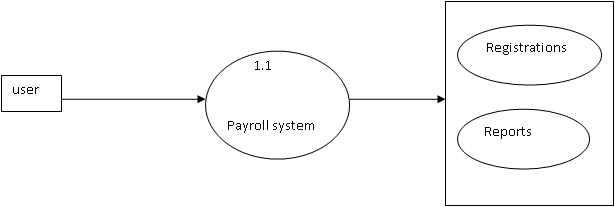 user
1.1
Payroll system
Registrations
Reports